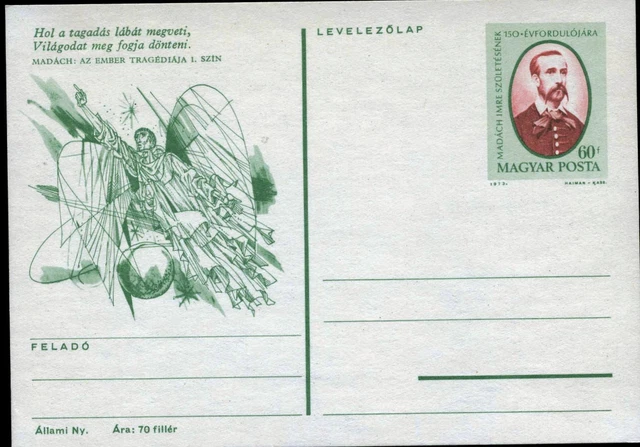 Hol a tagadás lábát megveti,
Világodat meg fogja dönteni.
MADÁCH: AZ EMBER TRAGÉDIÁJA I. SZÍN
LEVELEZŐLAP
MADÁCH IMRE SZÜLETÉSÉNEK 150 • ÉVFORDULÓJÁRA
60f
MAGYAR POSTA
1973.
FELADÓ
Állami Ny. Ára: 70 fillér